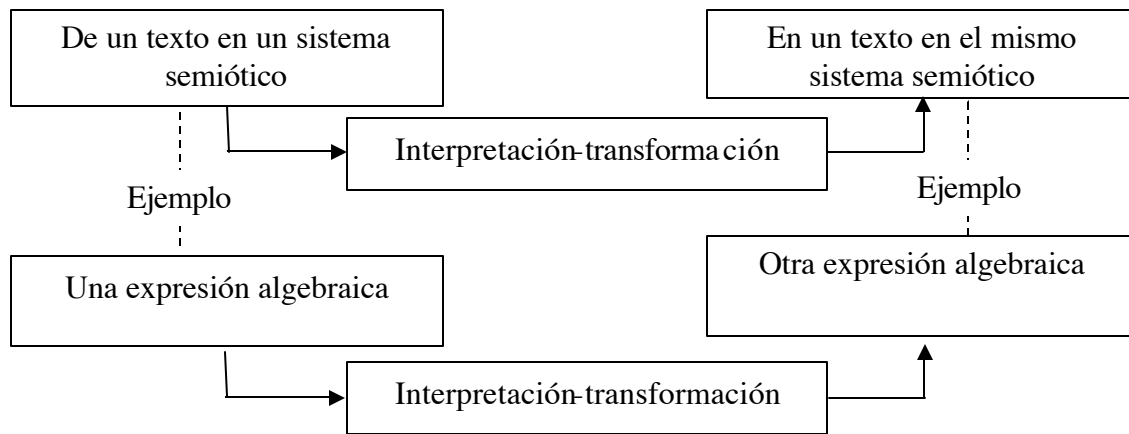 De un texto en un sistema
semiótico
En un texto en el mismo
sistema semiótico
Interpretación-transformación
Ejemplo
Ejemplo
Una expresión algebraica
Otra expresión algebraica
Interpretación-transformación